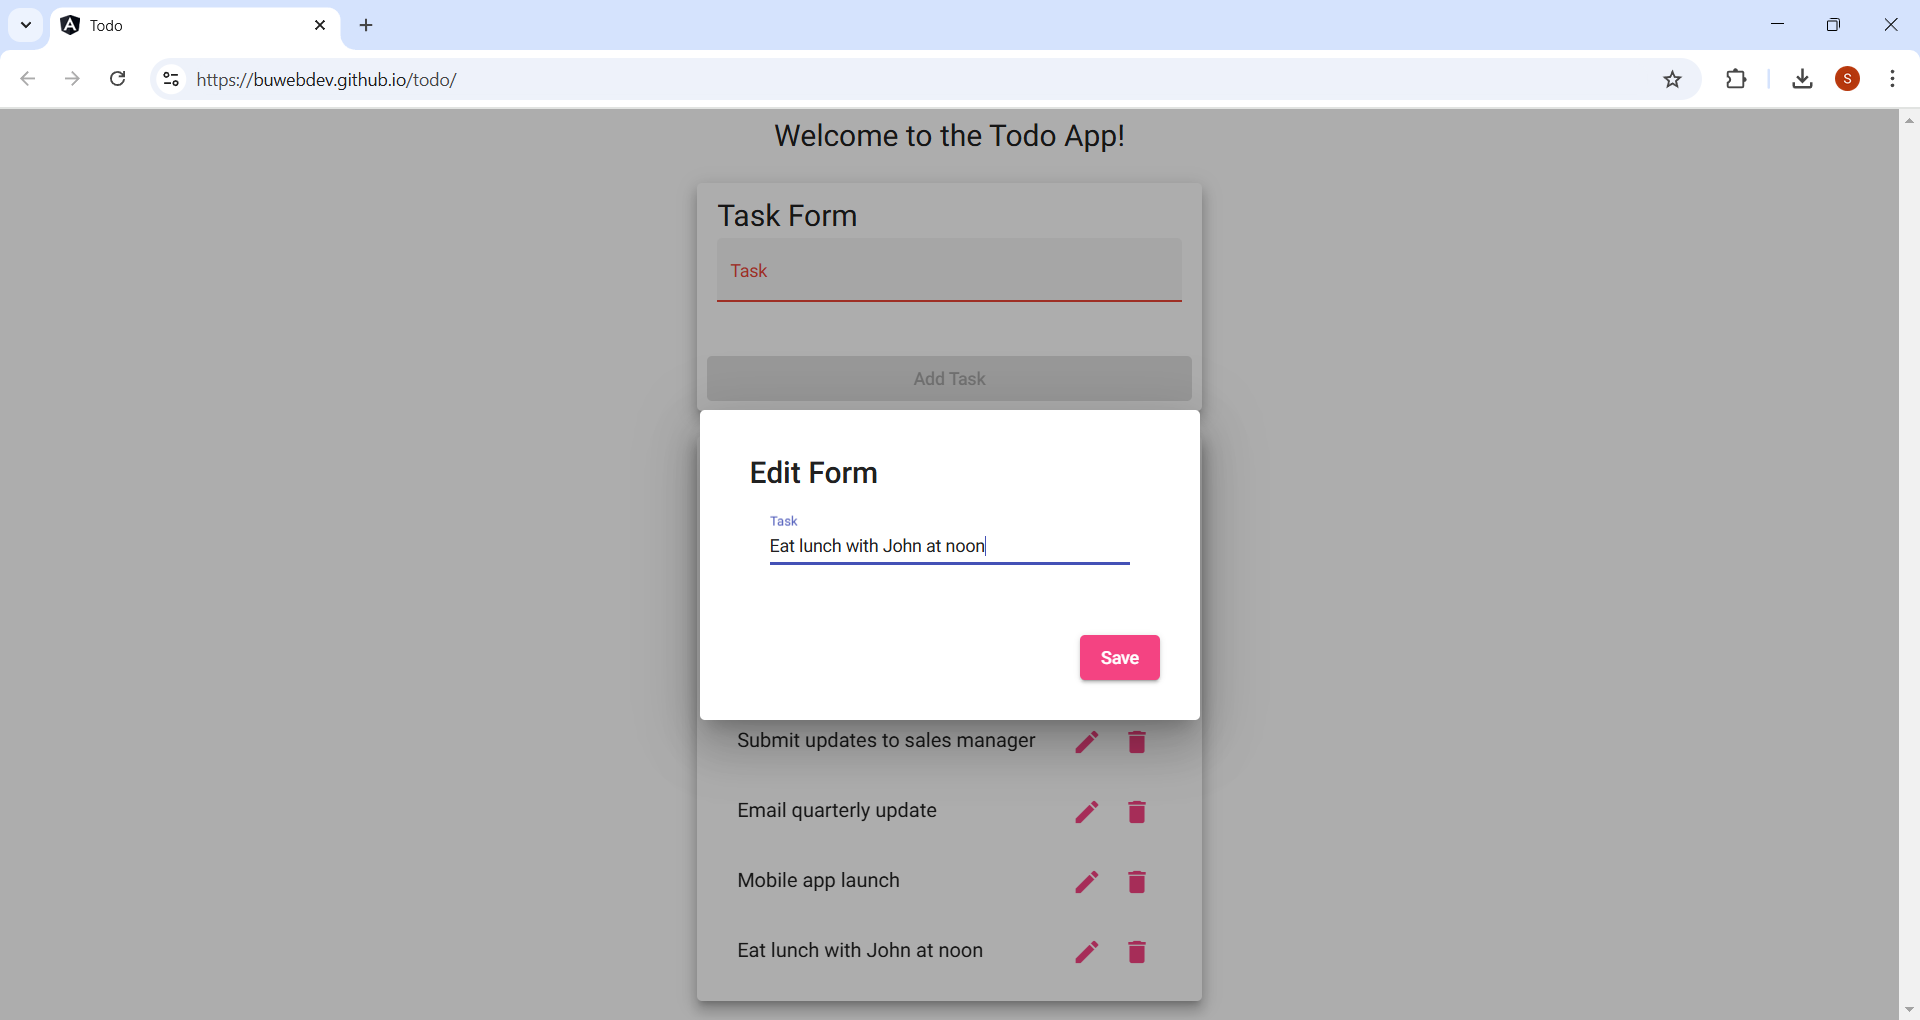 Todo
https://buwebdev.github.io/todo/
S
Welcome to the Todo App!
Task Form
Task
Add Task
Edit Form
Task
Eat lunch with John at noon
Save
Submit updates to sales manager
Email quarterly update
Mobile app launch
Eat lunch with John at noon